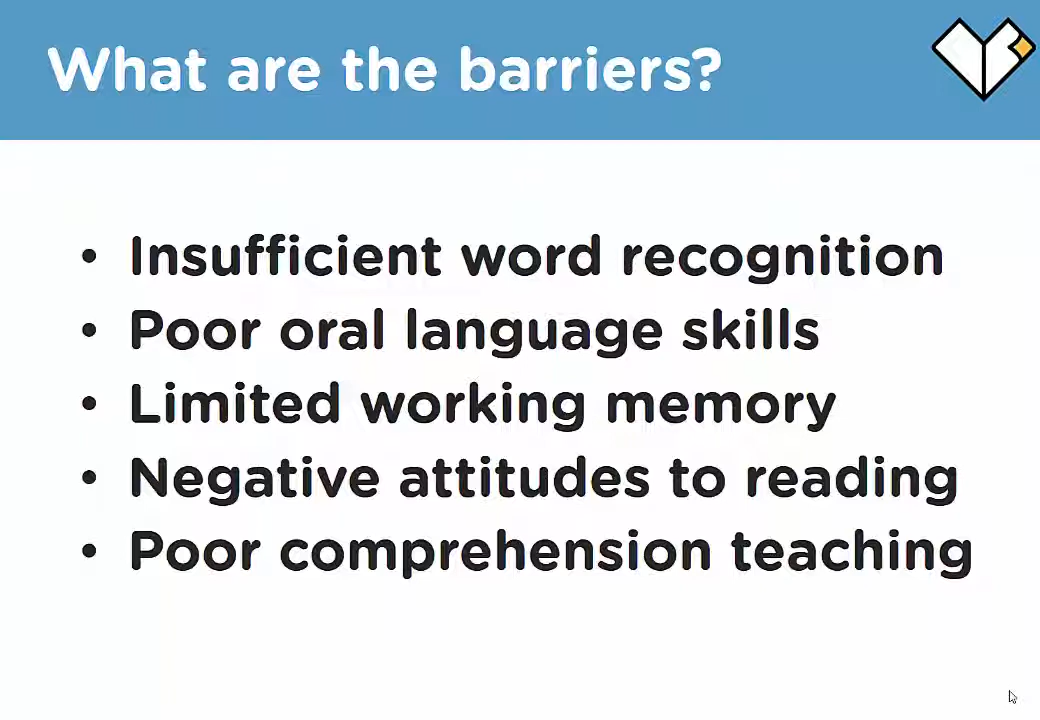 What are the barriers?
• Insufficient word recognition
• Poor oral language skills
• Limited working memory
• Negative attitudes to reading
• Poor comprehension teaching